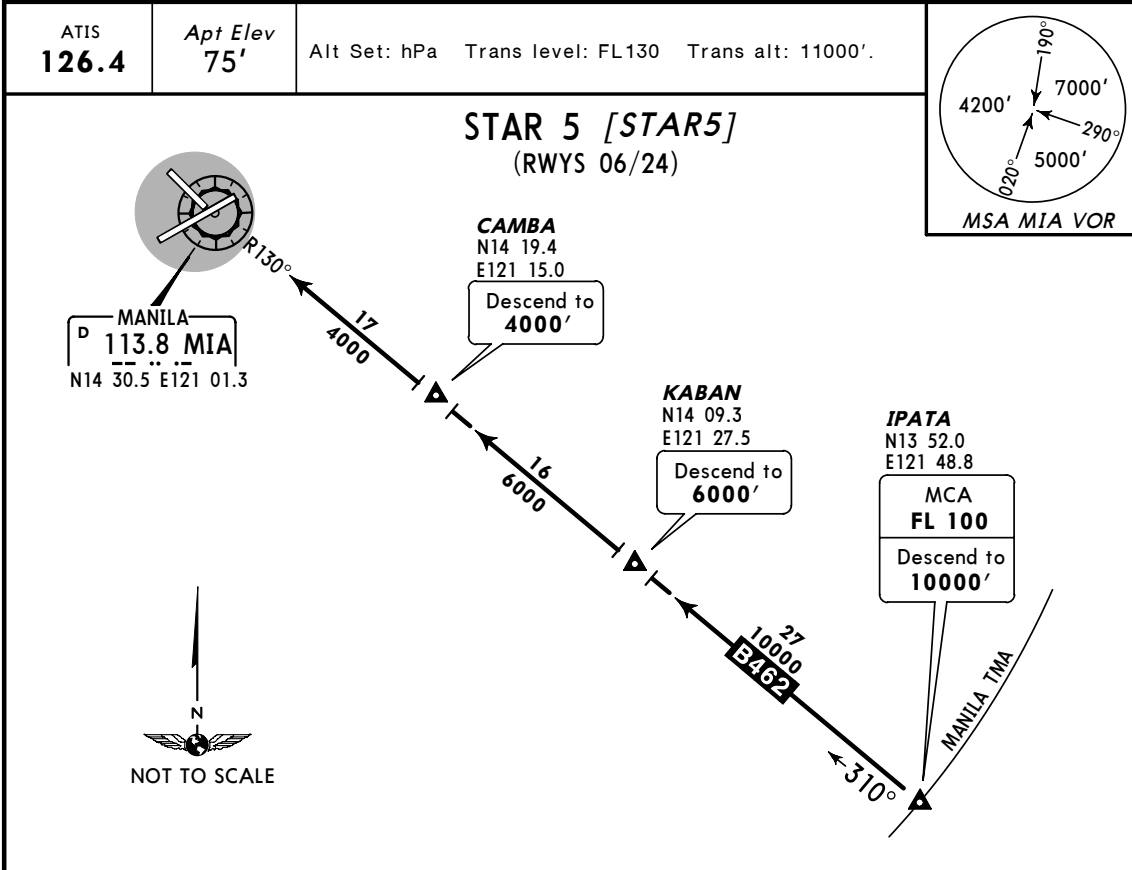 ATIS
126.4
Apt Elev
75'
Alt Set: hPa Trans level: FL130 Trans alt: 11000'.
190°
7000'
4200'
290°
5000'
020°
MSA MIA VOR
STAR 5 [STAR5]
(RWYS 06/24)
CAMBA
N14 19.4
E121 15.0
Descend to
4000'
R130°
MANILA
D 113.8 MIA
N14 30.5 E121 01.3
17
4000
KABAN
N14 09.3
E121 27.5
Descend to
6000'
16
6000
IPATA
N13 52.0
E121 48.8
MCA
FL 100
Descend to
10000'
27
10000
B462
310°
MANILA TMA
N
NOT TO SCALE